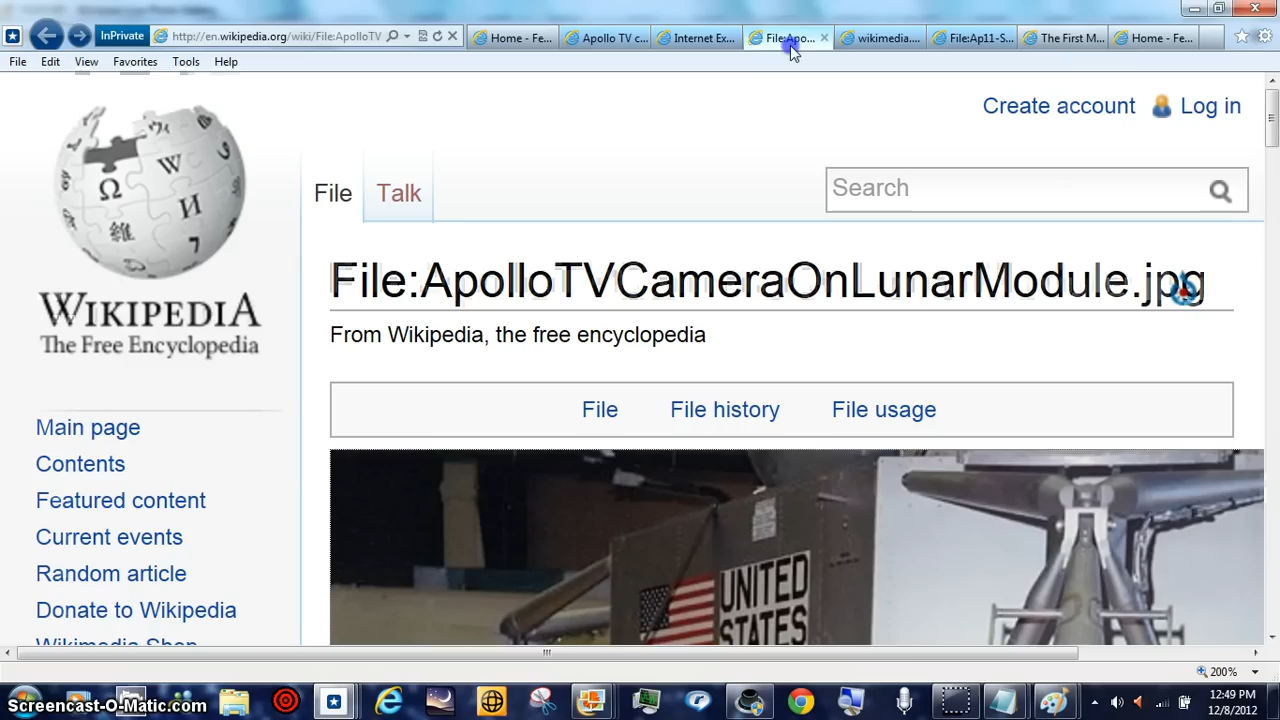 InPrivate
http://en.wikipedia.org/wiki/File:ApolloTV
Home - Fe...
Apollo TV c...
Internet Ex...
File:Apo...
wikimedia....
File:Ap11-S...
The First M...
Home - Fe...
File Edit View Favorites Tools Help
Create account Log in
File Talk
Search
Ω W И 維
WIKIPEDIA
The Free Encyclopedia
File:ApolloTVCameraOnLunarModule.jpg
From Wikipedia, the free encyclopedia
File File history File usage
Main page
Contents
Featured content
Current events
Random article
Donate to Wikipedia
Wikimedia Shop
UNITED
STATES
200%
Screencast-O-Matic.com
12:49 PM
12/8/2012